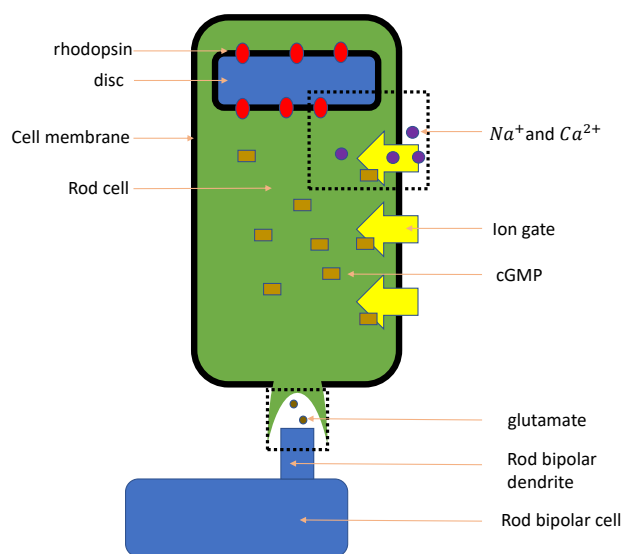 rhodopsin
disc
Cell membrane
Rod cell
Na⁺ and Ca²⁺
Ion gate
cGMP
glutamate
Rod bipolar
dendrite
Rod bipolar cell